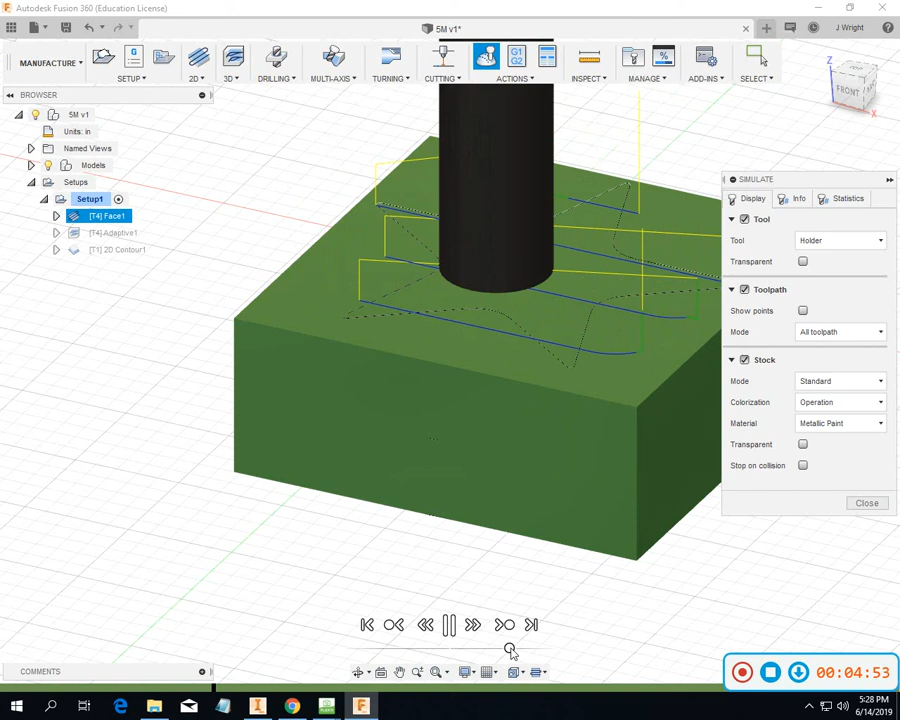 Autodesk Fusion 360 (Education License)
5M v1*
J Wright
MANUFACTURE
G1 G2
SETUP
2D
3D
DRILLING
MULTI-AXIS
TURNING
CUTTING
ACTIONS
INSPECT
MANAGE
ADD-INS
SELECT
BROWSER
5M v1
Units: in
Named Views
Models
Setups
Setup1
[T4] Face1
[T4] Adaptive1
[T1] 2D Contour1
Z
FRONT
X
SIMULATE
Display
Info
Statistics
Tool
Tool
Holder
Transparent
Toolpath
Show points
Mode
All toolpath
Stock
Mode
Standard
Colorization
Operation
Material
Metallic Paint
Transparent
Stop on collision
Close
COMMENTS
00:04:53
5:28 PM
6/14/2019